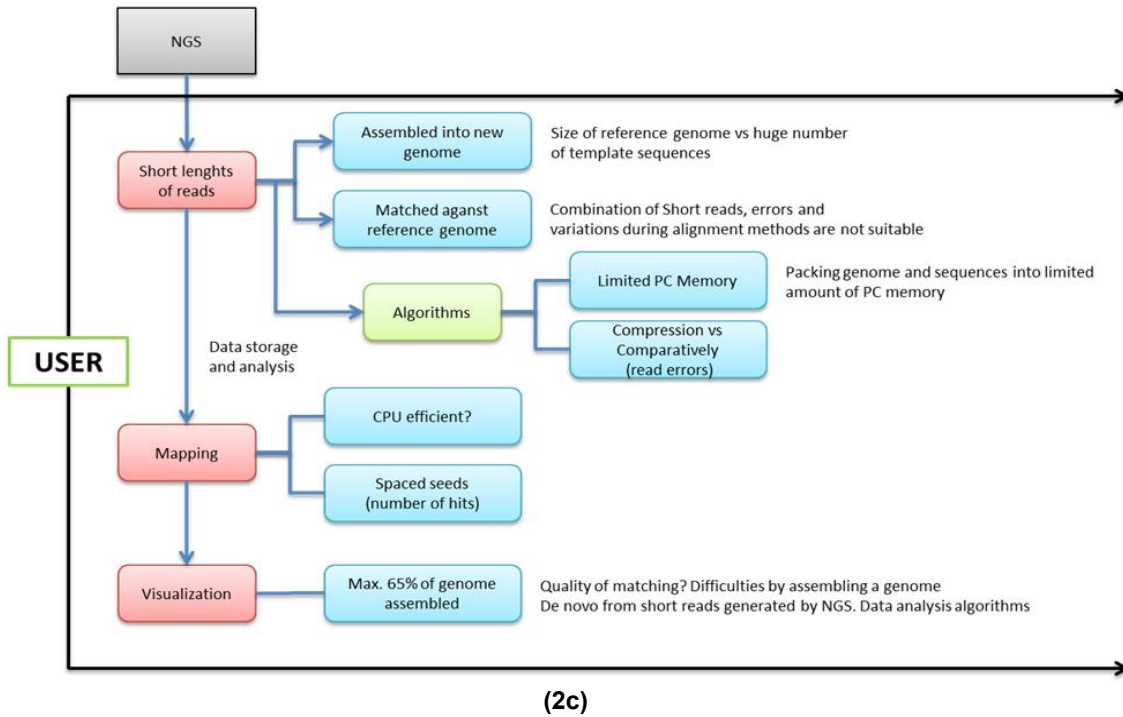 NGS
Assembled into new
genome
Size of reference genome vs huge number
of template sequences
Short lenghts
of reads
Matched aganst
reference genome
Combination of Short reads, errors and
variations during alignment methods are not suitable
Limited PC Memory
Packing genome and sequences into limited
amount of PC memory
Algorithms
Compression vs
Comparatively
(read errors)
USER
Data storage
and analysis
CPU efficient?
Mapping
Spaced seeds
(number of hits)
Visualization
Max. 65% of genome
assembled
Quality of matching? Difficulties by assembling a genome
De novo from short reads generated by NGS. Data analysis algorithms
(2c)